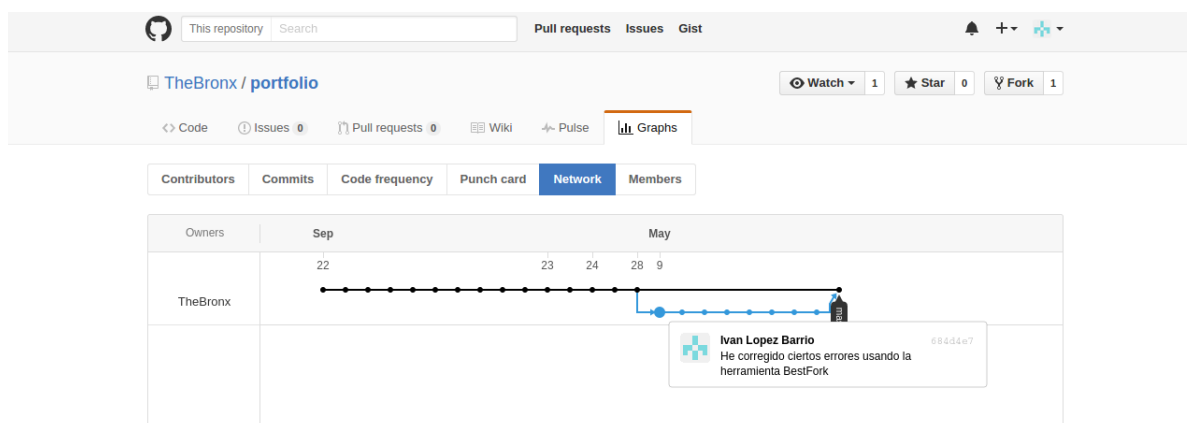 This repository Search Pull requests Issues Gist
TheBronx / portfolio Watch 1 Star 0 Fork 1
Code Issues 0 Pull requests 0 Wiki Pulse Graphs
Contributors Commits Code frequency Punch card Network Members
Owners Sep May
22 23 24 28 9
TheBronx
Ivan Lopez Barrio 684d4e7
He corregido ciertos errores usando la
herramienta BestFork